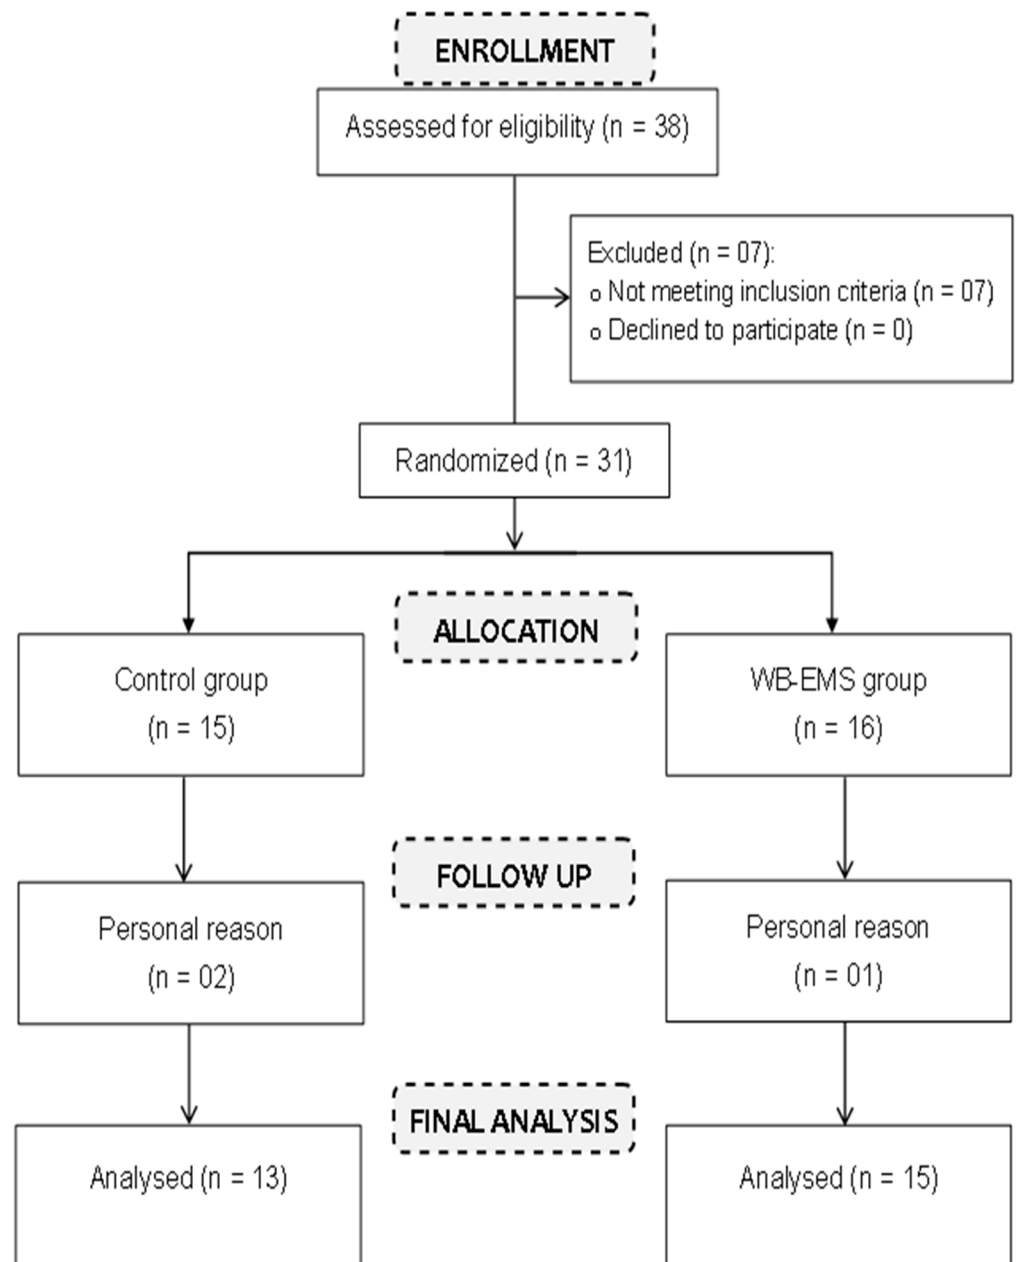 ENROLLMENT
Assessed for eligibility (n = 38)
Excluded (n = 07):
o Not meeting inclusion criteria (n = 07)
o Declined to participate (n = 0)
Randomized (n = 31)
ALLOCATION
Control group
(n = 15)
WB-EMS group
(n = 16)
FOLLOW UP
Personal reason
(n = 02)
Personal reason
(n = 01)
FINAL ANALYSIS
Analysed (n = 13)
Analysed (n = 15)